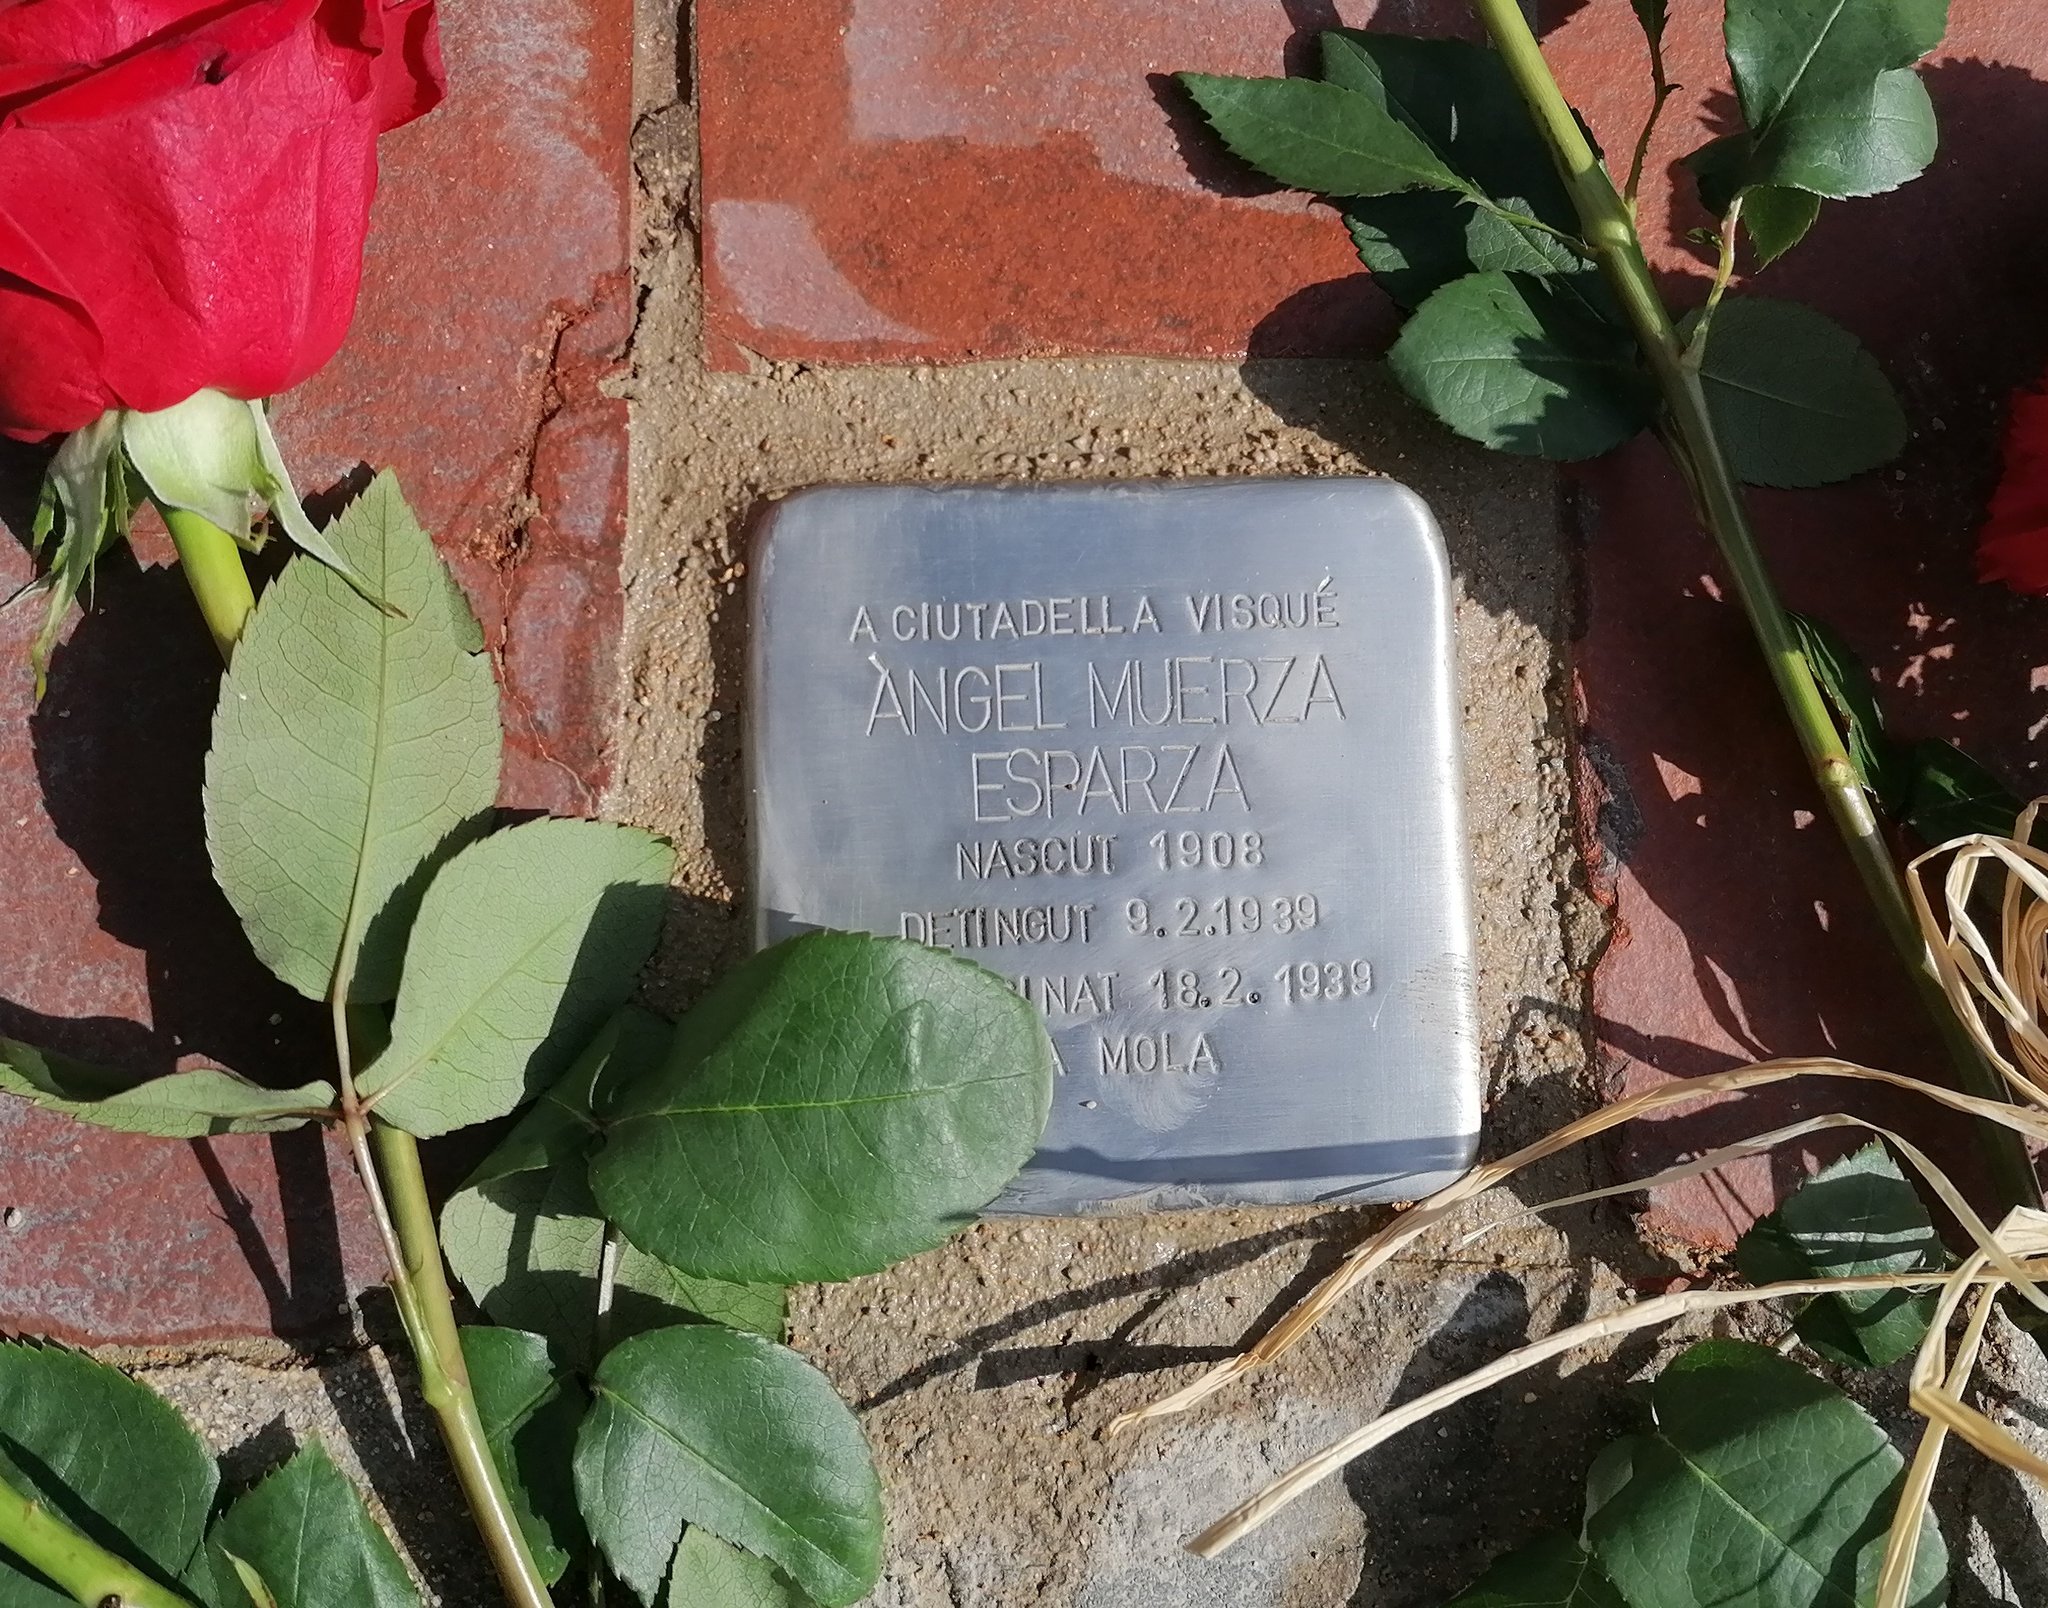 A CIUTADELLA VISQUÉ
ÀNGEL MUERZA
ESPARZA
NASCUT 1908
DETINGUT 9.2.1939
18.2.1939
MOLA